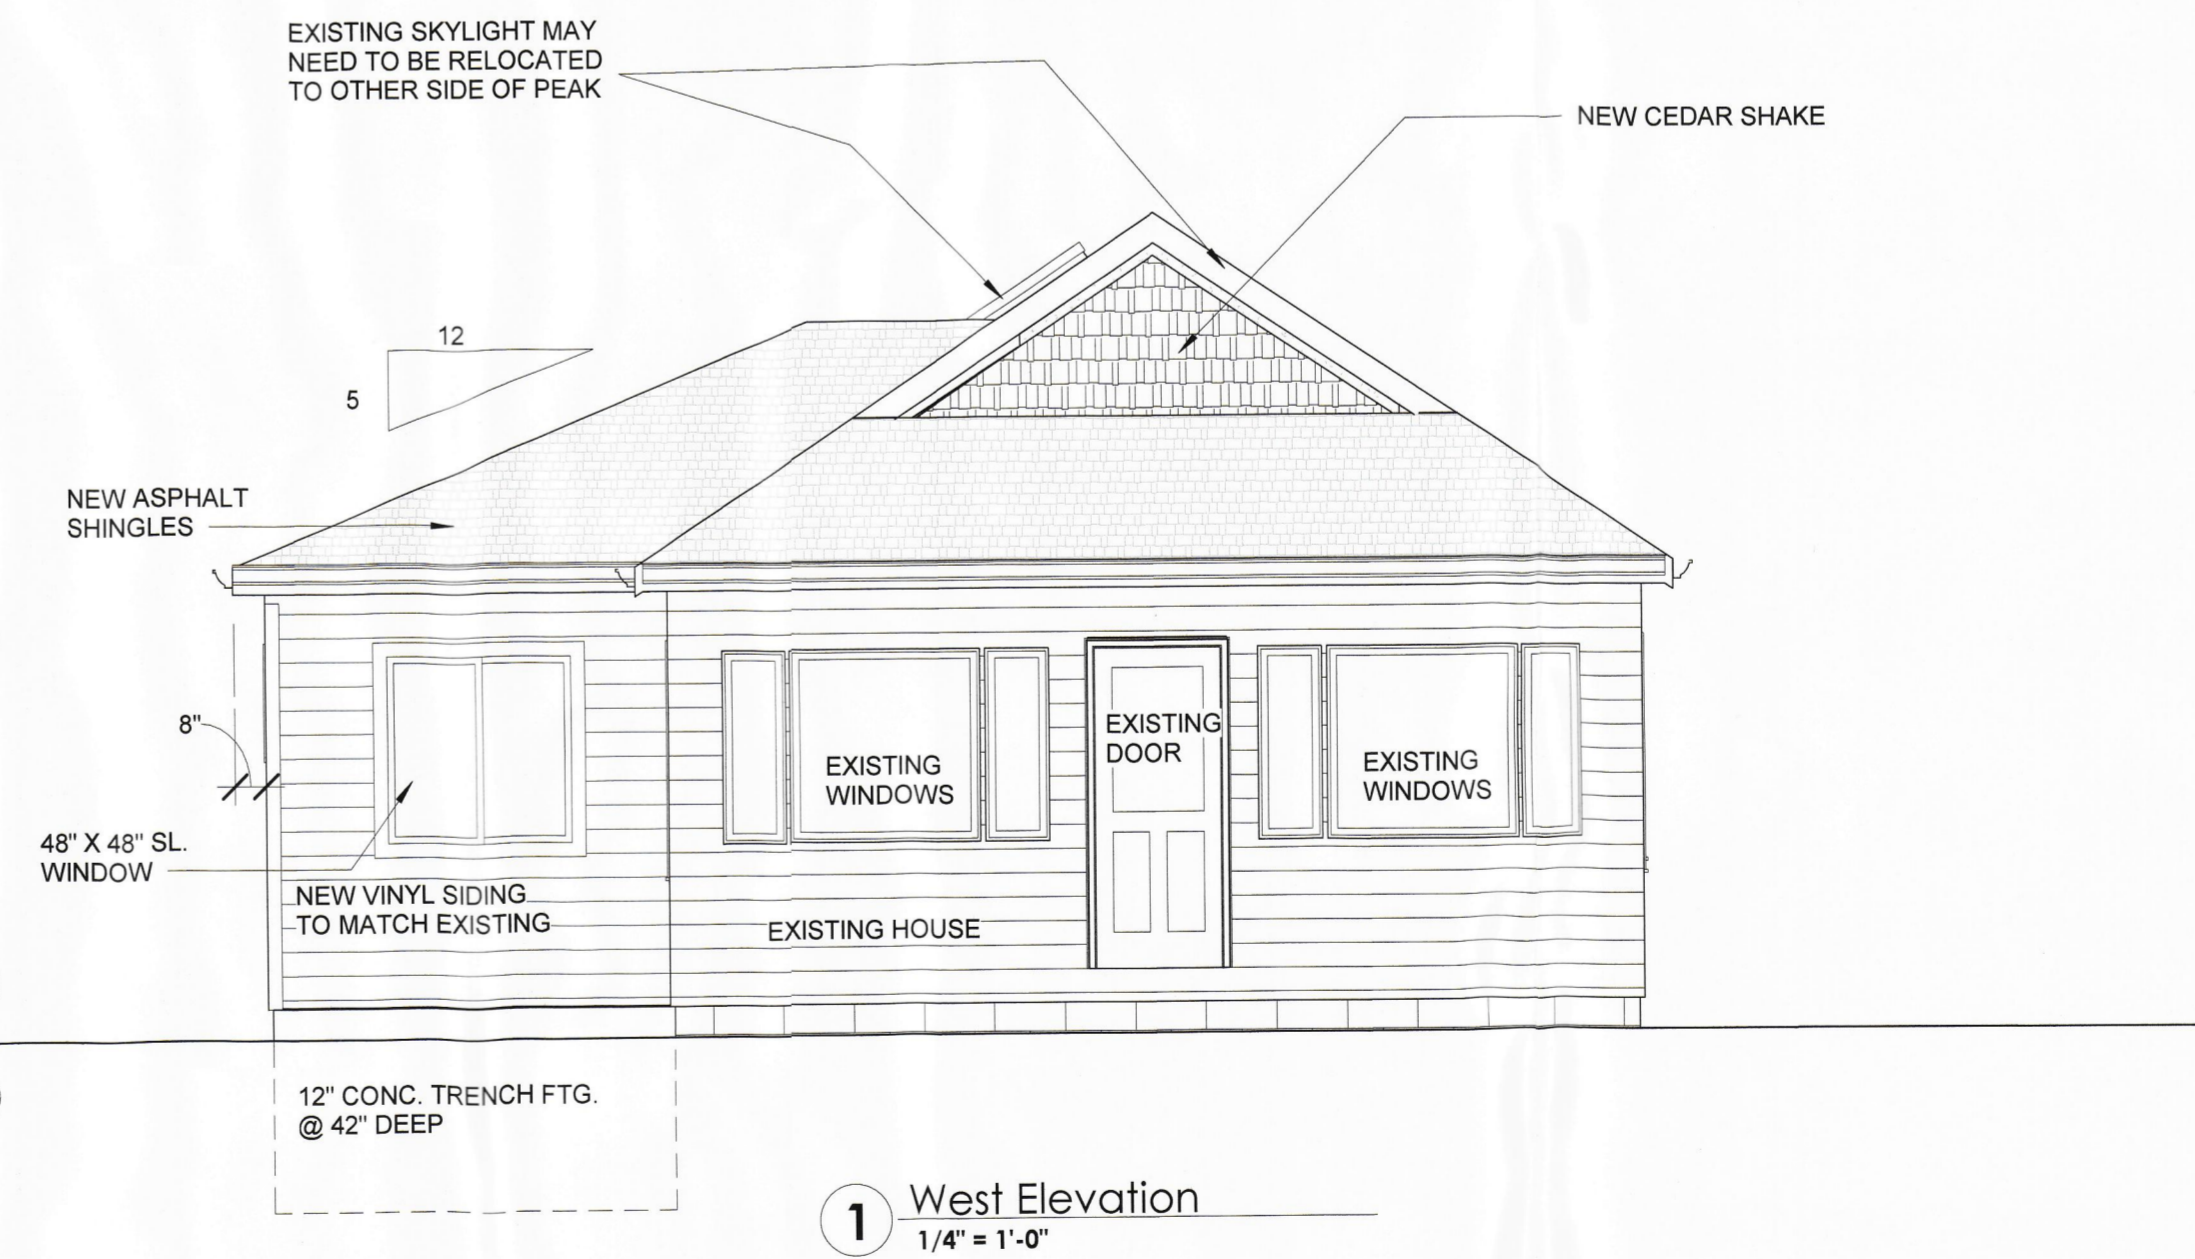 EXISTING SKYLIGHT MAY
NEED TO BE RELOCATED
TO OTHER SIDE OF PEAK
NEW CEDAR SHAKE
12
5
NEW ASPHALT
SHINGLES
8"
48" X 48" SL.
WINDOW
EXISTING
WINDOWS
EXISTING
DOOR
EXISTING
WINDOWS
NEW VINYL SIDING
TO MATCH EXISTING
EXISTING HOUSE
12" CONC. TRENCH FTG.
@ 42" DEEP
1
West Elevation
1/4" = 1'-0"